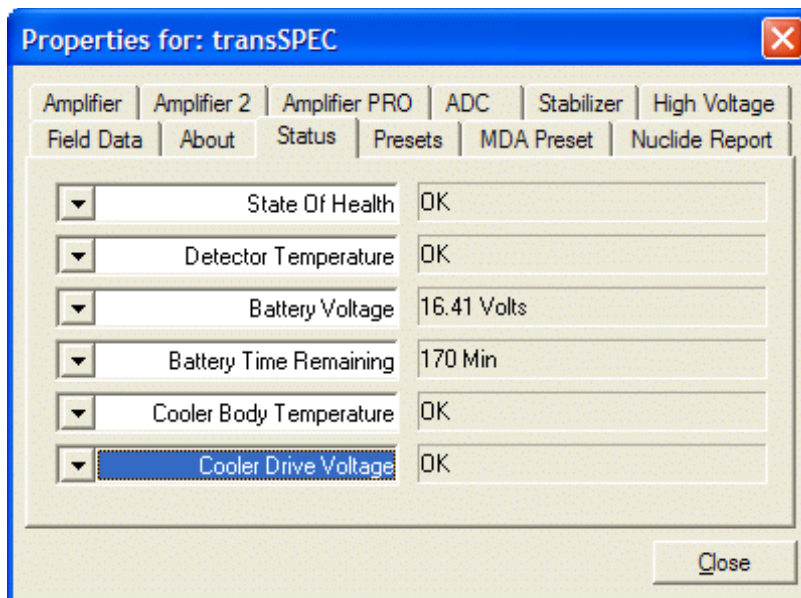 Properties for: transSPEC
Amplifier Amplifier 2 Amplifier PRO ADC Stabilizer High Voltage
Field Data About Status Presets MDA Preset Nuclide Report
State Of Health OK
Detector Temperature OK
Battery Voltage 16.41 Volts
Battery Time Remaining 170 Min
Cooler Body Temperature OK
Cooler Drive Voltage OK
Close